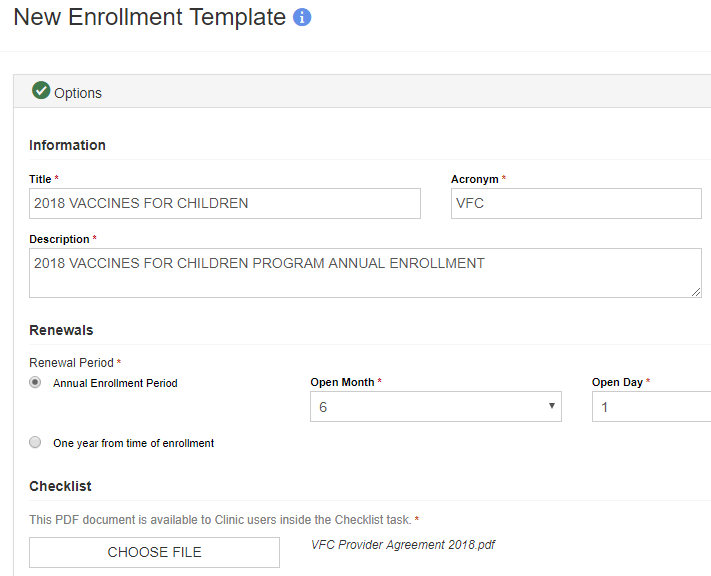 New Enrollment Template
Options
Information
Title * Acronym *
2018 VACCINES FOR CHILDREN VFC
Description *
2018 VACCINES FOR CHILDREN PROGRAM ANNUAL ENROLLMENT
Renewals
Renewal Period *
Annual Enrollment Period Open Month * Open Day *
6 1
One year from time of enrollment
Checklist
This PDF document is available to Clinic users inside the Checklist task. *
CHOOSE FILE VFC Provider Agreement 2018.pdf